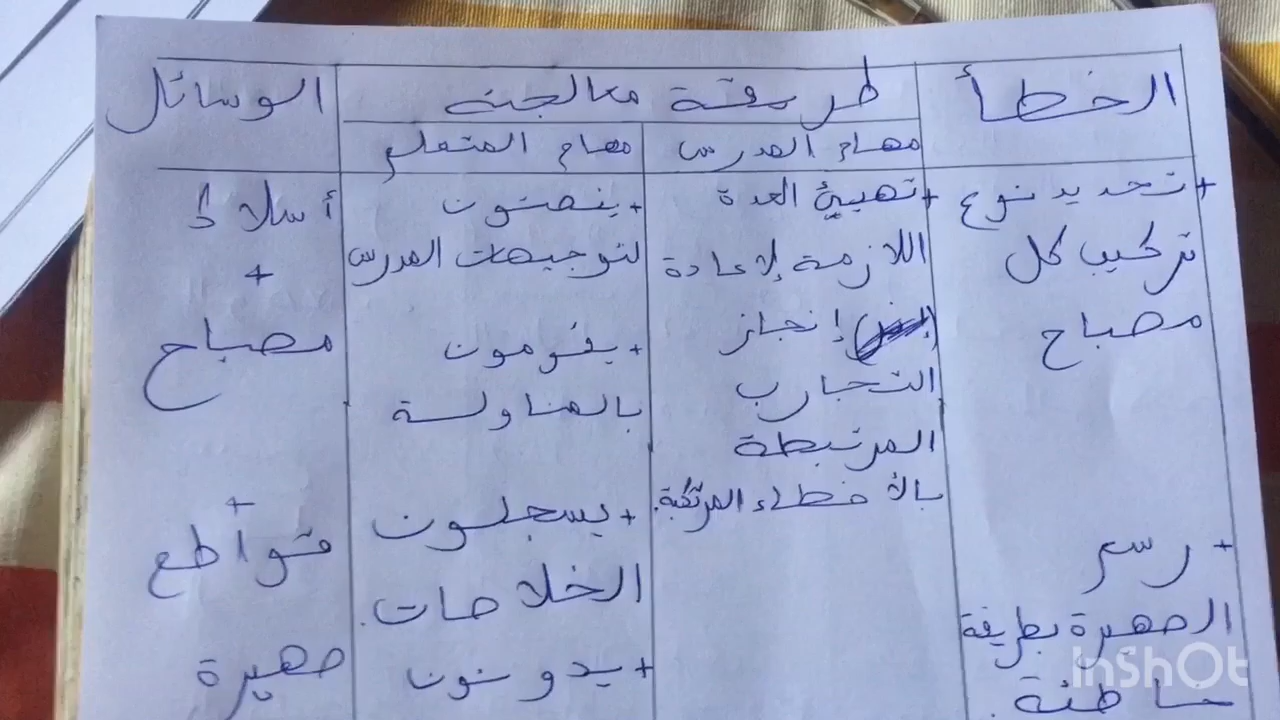 الخطأ
طريقة معالجته
الوسائل
مهام المدرس
مهام المتعلم
+ تحديد نوع
تركيب كل
مصباح
+ رسم
الصهيرة بطريقة
خاطئة.
+ تهييئ العدة
اللازمة لإعادة
إنجاز
التجارب
المرتبطة
بالأخطاء المرتكبة.
+ ينصتون
لتوجيهات المدرس
+ يقومون
بالمناولة
+ يسجلون
الخلاصات.
+ يدونون
أسلاك
+
مصباح
+
قواطع
صهيرة
InShOt